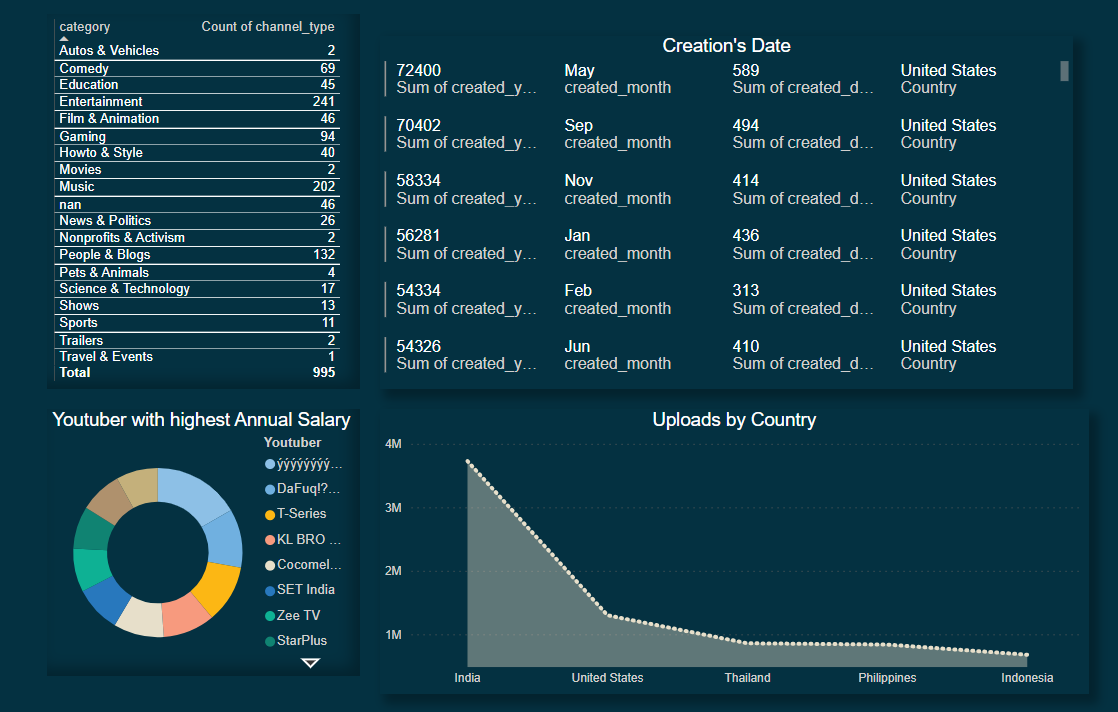 category Count of channel_type
Autos & Vehicles 2
Comedy 69
Education 45
Entertainment 241
Film & Animation 46
Gaming 94
Howto & Style 40
Movies 2
Music 202
nan 46
News & Politics 26
Nonprofits & Activism 2
People & Blogs 132
Pets & Animals 4
Science & Technology 17
Shows 13
Sports 11
Trailers 2
Travel & Events 1
Total 995
Creation's Date
72400 May 589 United States
Sum of created_y... created_month Sum of created_d... Country
70402 Sep 494 United States
Sum of created_y... created_month Sum of created_d... Country
58334 Nov 414 United States
Sum of created_y... created_month Sum of created_d... Country
56281 Jan 436 United States
Sum of created_y... created_month Sum of created_d... Country
54334 Feb 313 United States
Sum of created_y... created_month Sum of created_d... Country
54326 Jun 410 United States
Sum of created_y... created_month Sum of created_d... Country
Youtuber with highest Annual Salary
Youtuber
ýýýýýýýý...
DaFuq!?...
T-Series
KL BRO ...
Cocomel...
SET India
Zee TV
StarPlus
Uploads by Country
4M
3M
2M
1M
India United States Thailand Philippines Indonesia